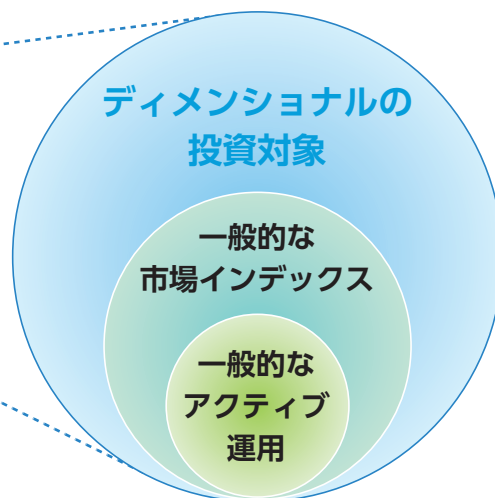 ディメンショナルの
投資対象
一般的な
市場インデックス
一般的な
アクティブ
運用